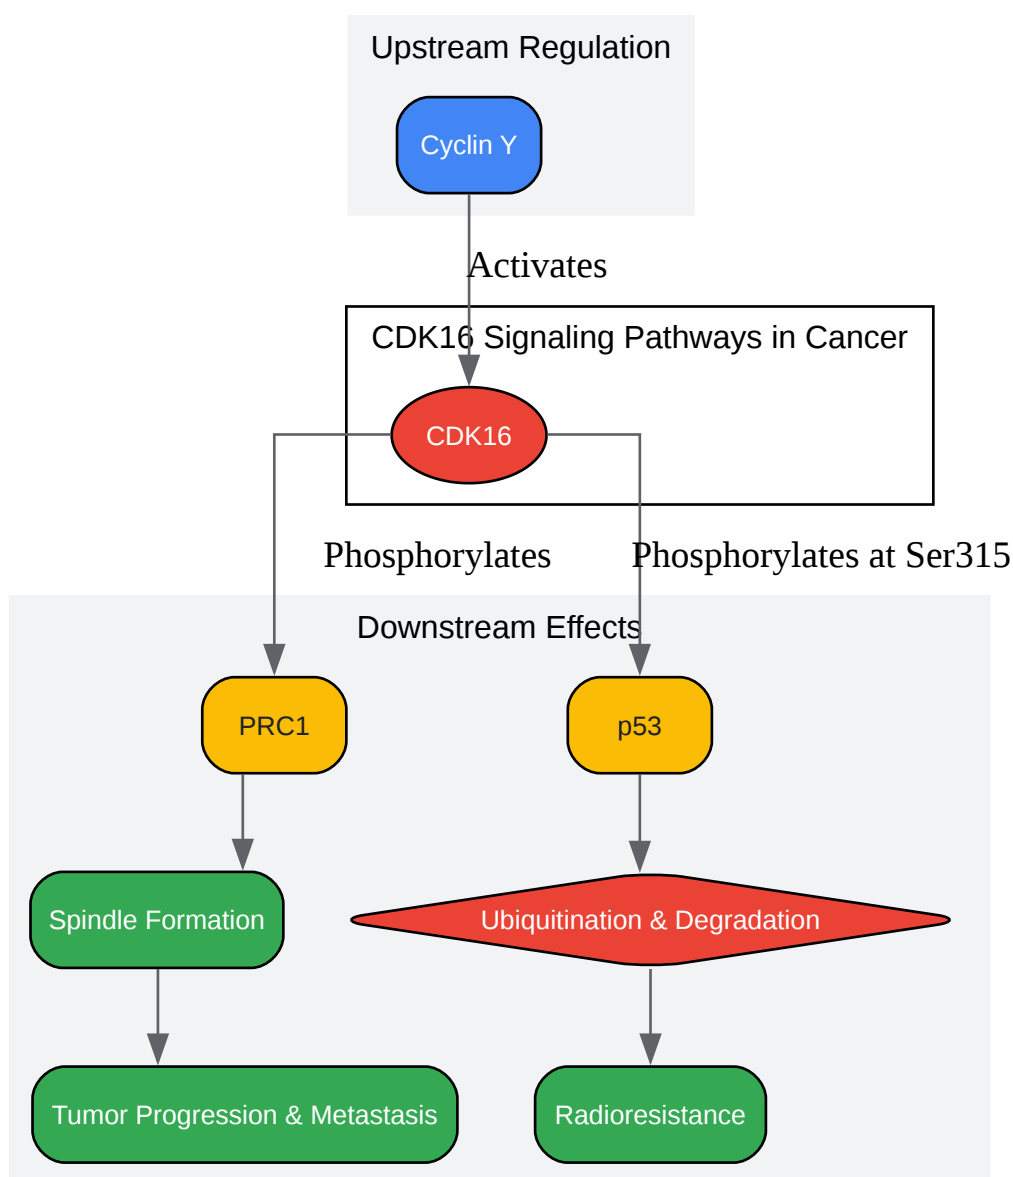 Upstream Regulation
Cyclin Y
Activates
CDK16 Signaling Pathways in Cancer
CDK16
Phosphorylates
Phosphorylates at Ser315
Downstream Effects
PRC1
p53
Spindle Formation
Ubiquitination & Degradation
Tumor Progression & Metastasis
Radioresistance